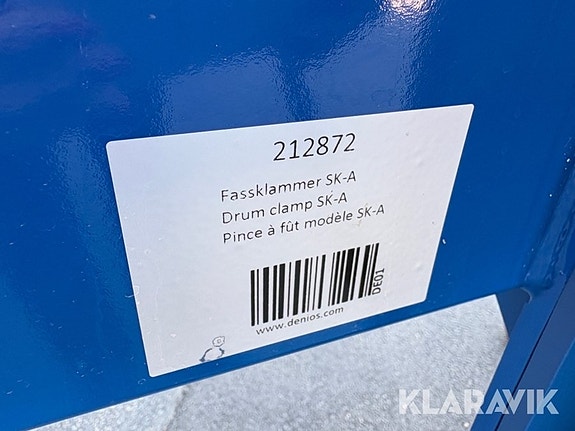 212872
Fassklammer SK-A
Drum clamp SK-A
Pince à fût modèle SK-A
DE01
www.denios.com
KLARAVIK